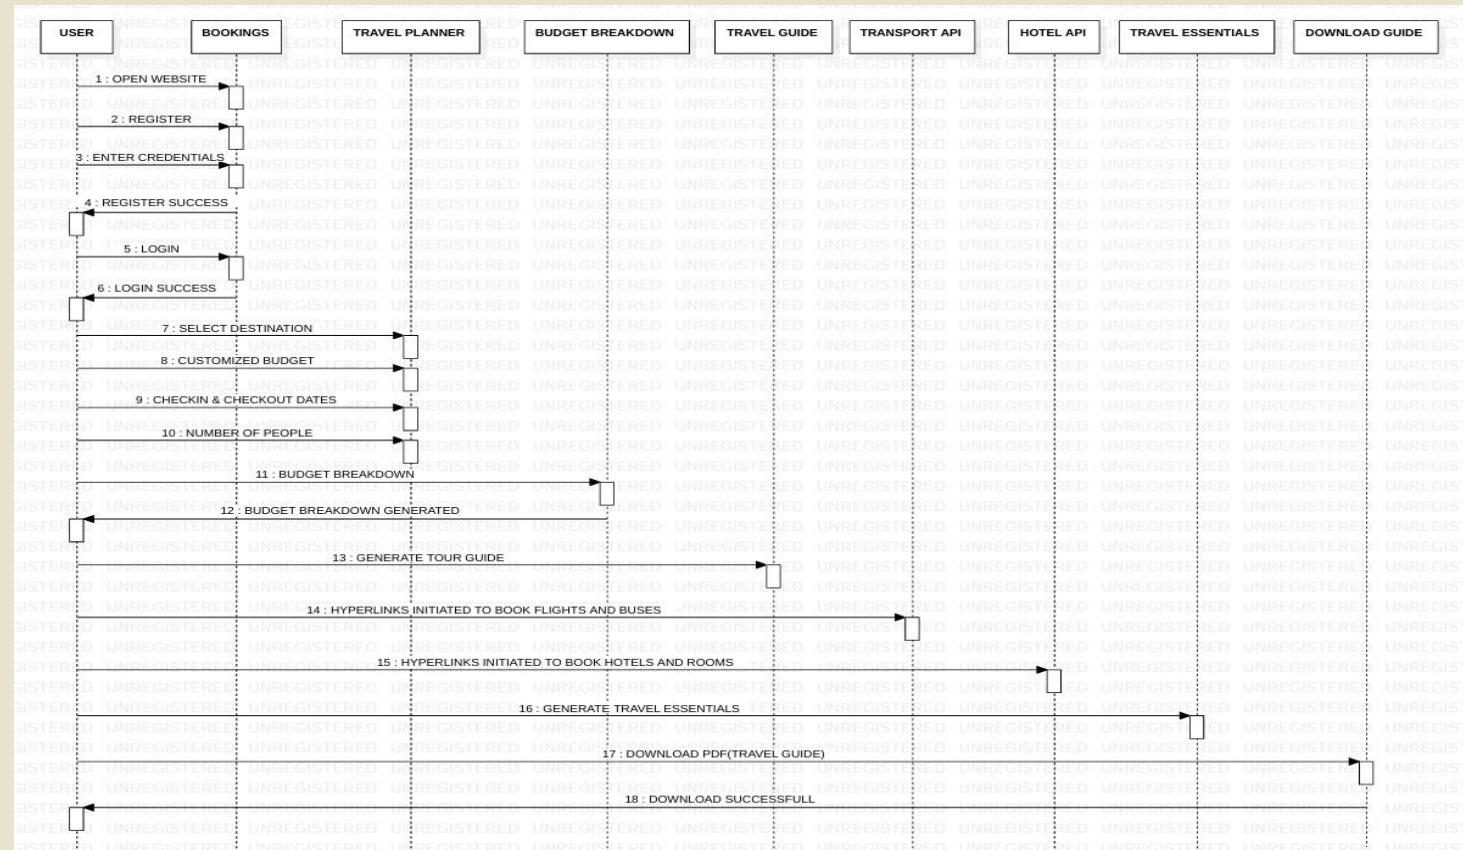 USER
BOOKINGS
TRAVEL PLANNER
BUDGET BREAKDOWN
TRAVEL GUIDE
TRANSPORT API
HOTEL API
TRAVEL ESSENTIALS
DOWNLOAD GUIDE
1 : OPEN WEBSITE
2 : REGISTER
3 : ENTER CREDENTIALS
4 : REGISTER SUCCESS
5 : LOGIN
6 : LOGIN SUCCESS
7 : SELECT DESTINATION
8 : CUSTOMIZED BUDGET
9 : CHECKIN & CHECKOUT DATES
10 : NUMBER OF PEOPLE
11 : BUDGET BREAKDOWN
12 : BUDGET BREAKDOWN GENERATED
13 : GENERATE TOUR GUIDE
14 : HYPERLINKS INITIATED TO BOOK FLIGHTS AND BUSES
15 : HYPERLINKS INITIATED TO BOOK HOTELS AND ROOMS
16 : GENERATE TRAVEL ESSENTIALS
17 : DOWNLOAD PDF(TRAVEL GUIDE)
18 : DOWNLOAD SUCCESSFULL
UNREGISTERED